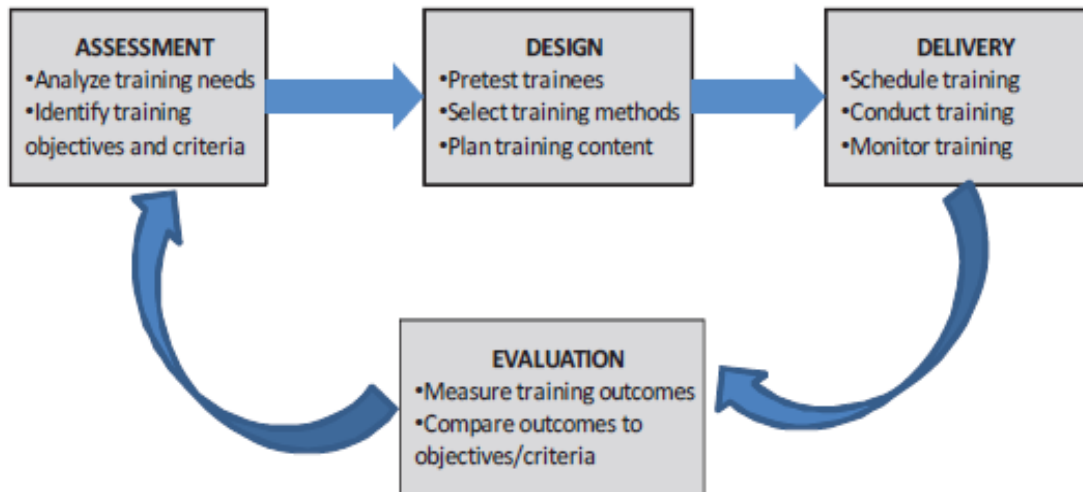 ASSESSMENT
•Analyze training needs
•Identify training
objectives and criteria
DESIGN
•Pretest trainees
•Select training methods
•Plan training content
DELIVERY
•Schedule training
•Conduct training
•Monitor training
EVALUATION
•Measure training outcomes
•Compare outcomes to
objectives/criteria